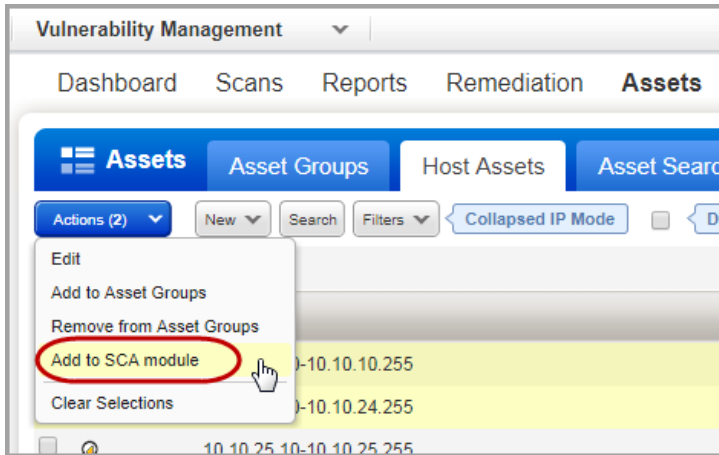 Vulnerability Management
Dashboard Scans Reports Remediation Assets
Assets Asset Groups Host Assets Asset Searc
Actions (2) New Search Filters Collapsed IP Mode D
Edit
Add to Asset Groups
Remove from Asset Groups
Add to SCA module
-10.10.10.255
Clear Selections
-10.10.24.255
10.10.25.10-10.10.25.255